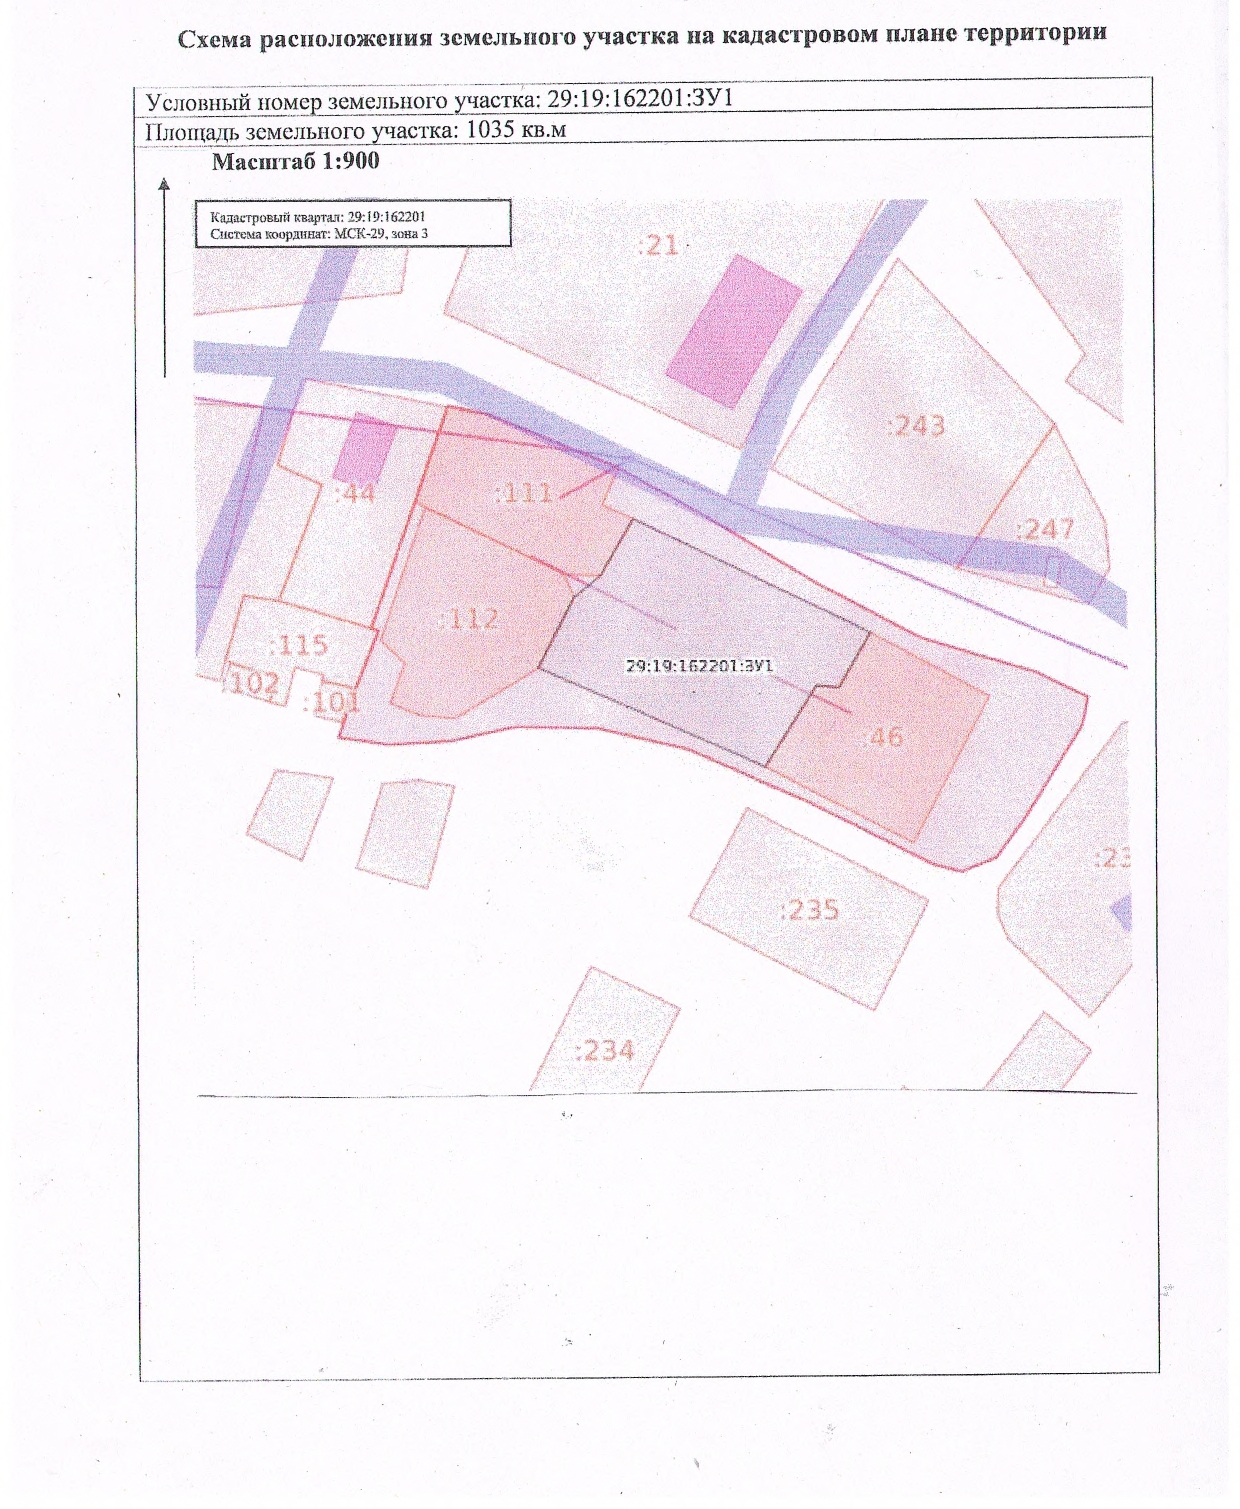 Схема расположения земельного участка на кадастровом плане территории
Условный номер земельного участка: 29:19:162201:ЗУ1
Площадь земельного участка: 1035 кв.м
Масштаб 1:900
Кадастровый квартал: 29:19:162201
Система координат: МСК-29, зона 3
:21
:243
:44
:111
:247
:112
:115
29:19:162201:ЗУ1
:102
:101
:46
:23
:235
:234